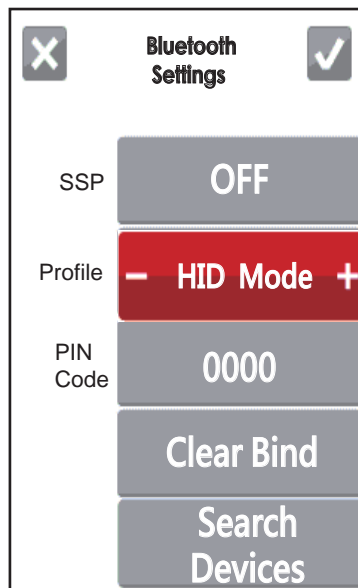 Bluetooth
Settings
SSP OFF
Profile − HID Mode +
PIN
Code
0000
Clear Bind
Search
Devices